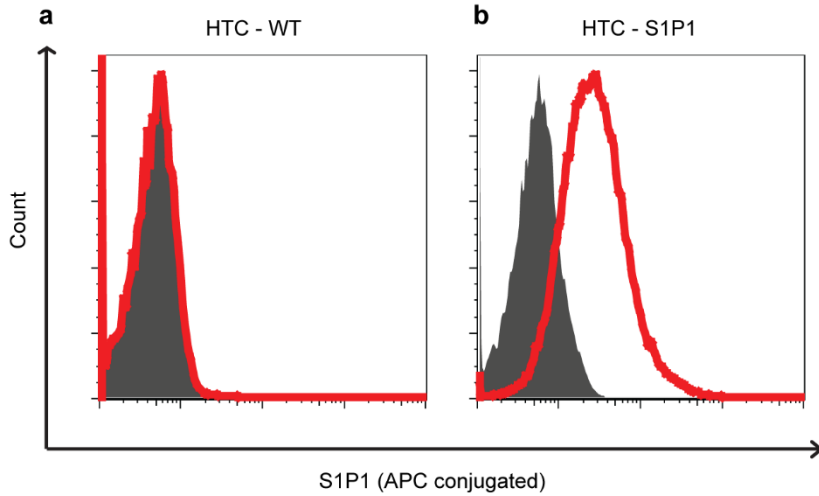 a
HTC - WT
b
HTC - S1P1
Count
S1P1 (APC conjugated)